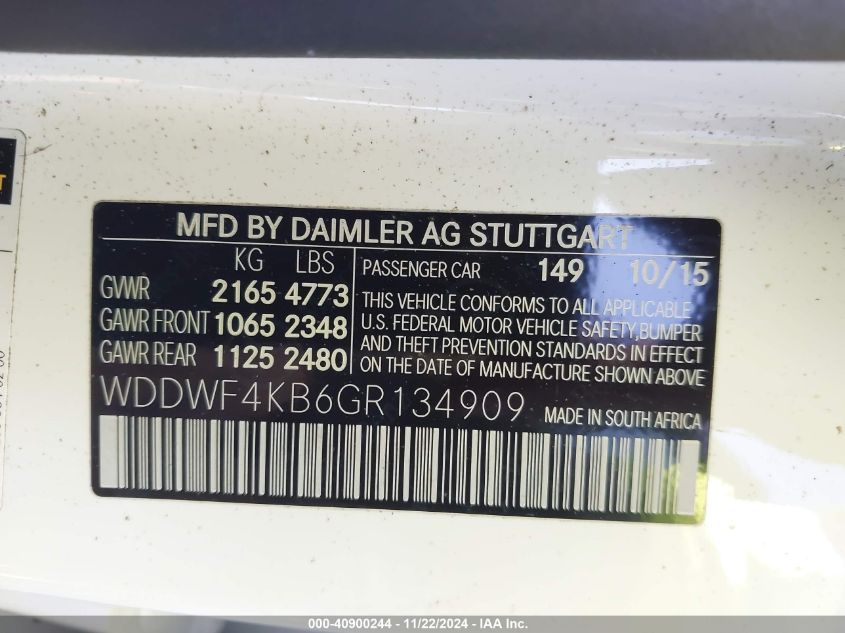 MFD BY DAIMLER AG STUTTGART
KG LBS
GVWR 2165 4773
GAWR FRONT 1065 2348
GAWR REAR 1125 2480
PASSENGER CAR 149 10/15
THIS VEHICLE CONFORMS TO ALL APPLICABLE
U.S. FEDERAL MOTOR VEHICLE SAFETY,BUMPER
AND THEFT PREVENTION STANDARDS IN EFFECT
ON THE DATE OF MANUFACTURE SHOWN ABOVE
WDDWF4KB6GR134909 MADE IN SOUTH AFRICA
000-40900244 - 11/22/2024 - IAA Inc.